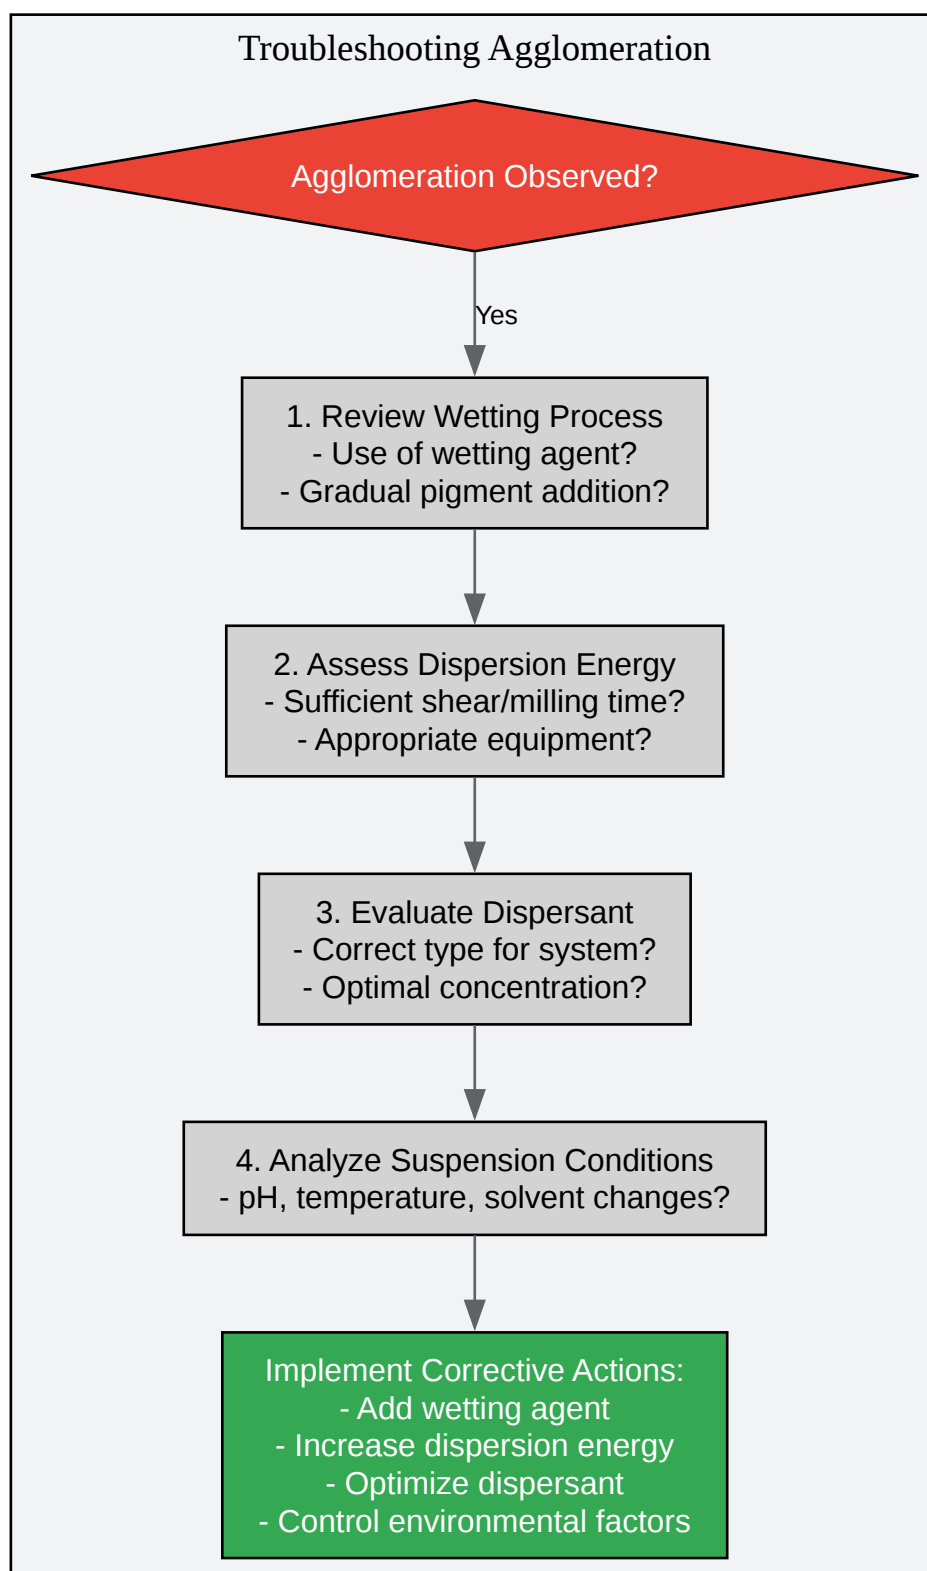 Troubleshooting Agglomeration
Agglomeration Observed?
Yes
1. Review Wetting Process
- Use of wetting agent?
- Gradual pigment addition?
2. Assess Dispersion Energy
- Sufficient shear/milling time?
- Appropriate equipment?
3. Evaluate Dispersant
- Correct type for system?
- Optimal concentration?
4. Analyze Suspension Conditions
- pH, temperature, solvent changes?
Implement Corrective Actions:
- Add wetting agent
- Increase dispersion energy
- Optimize dispersant
- Control environmental factors